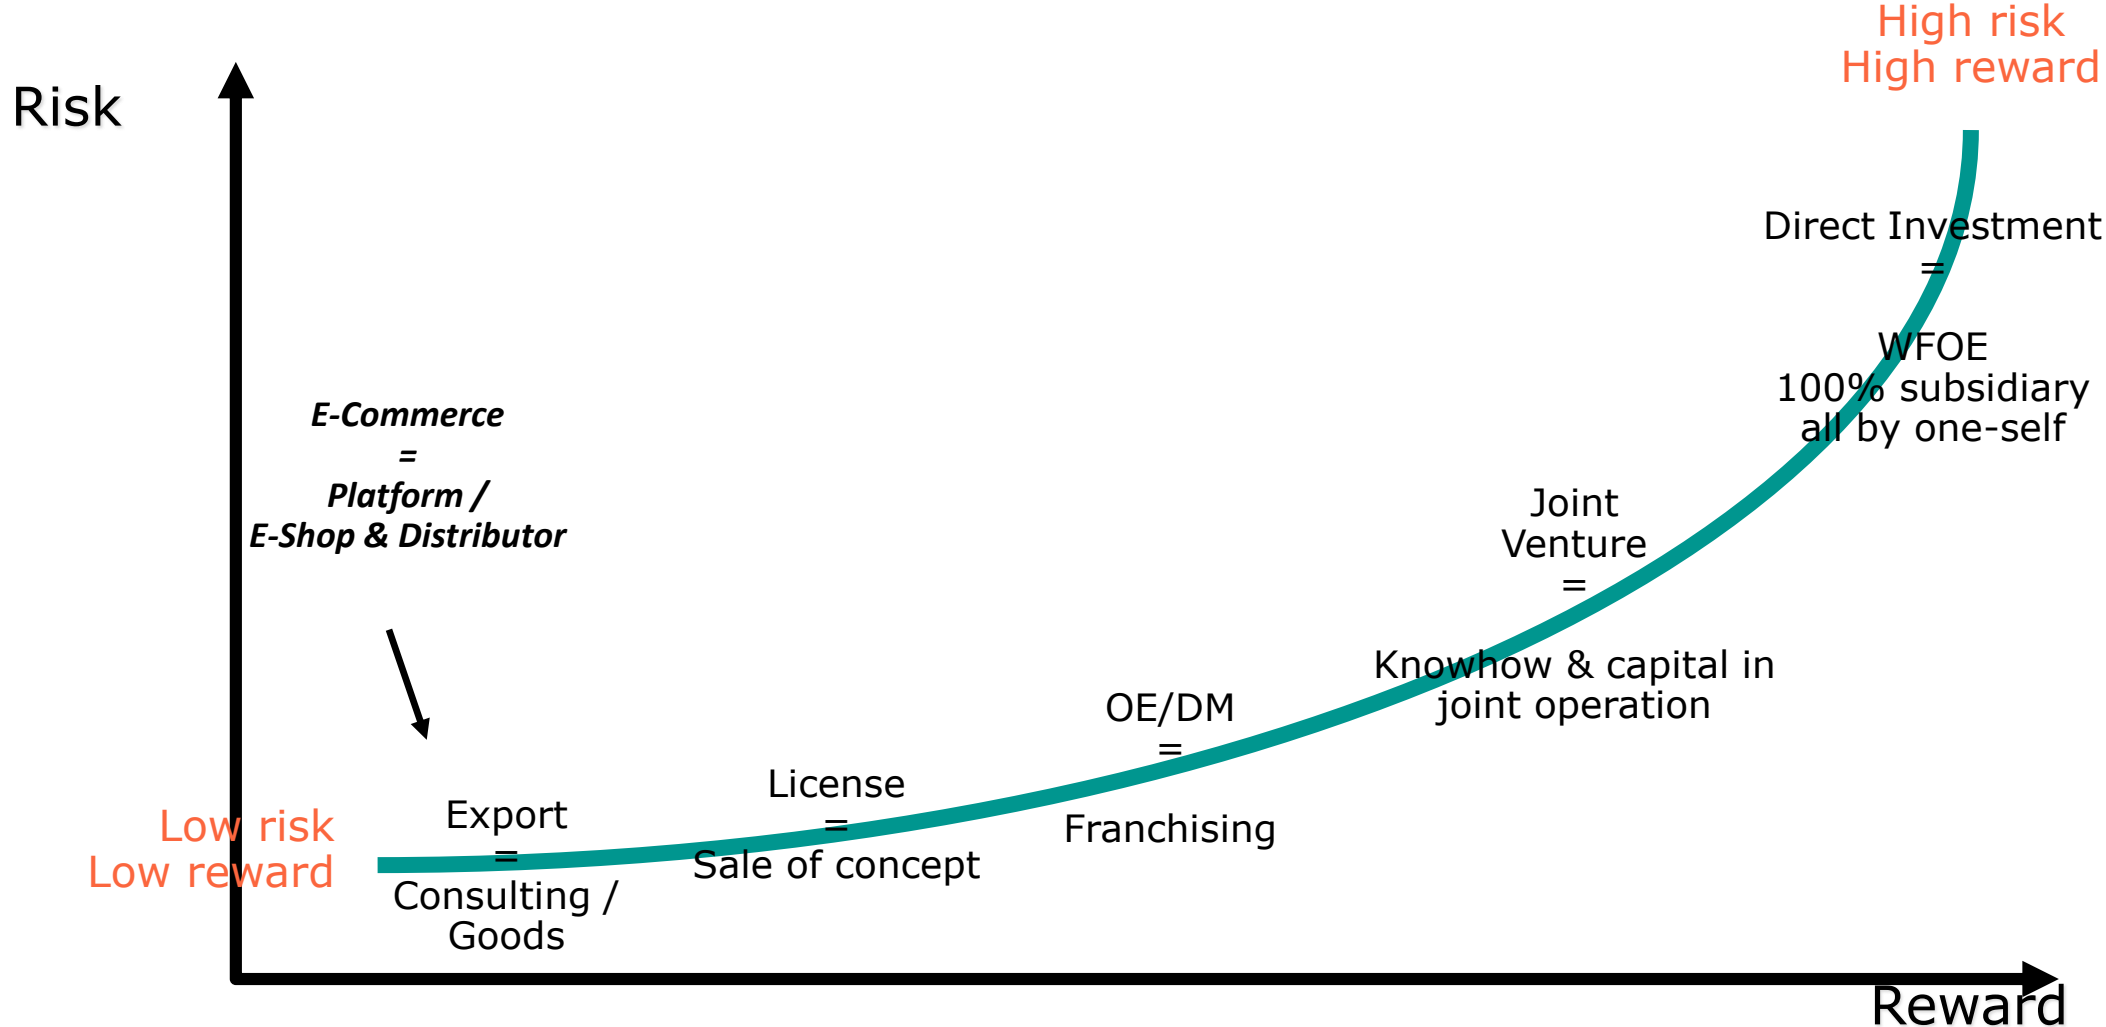 High risk
High reward
Risk
Direct Investment
=
WFOE
100% subsidiary
all by one-self
E-Commerce
=
Platform /
E-Shop & Distributor
Joint
Venture
=
Knowhow & capital in
joint operation
OE/DM
=
Franchising
License
=
Sale of concept
Export
=
Consulting /
Goods
Low risk
Low reward
Reward